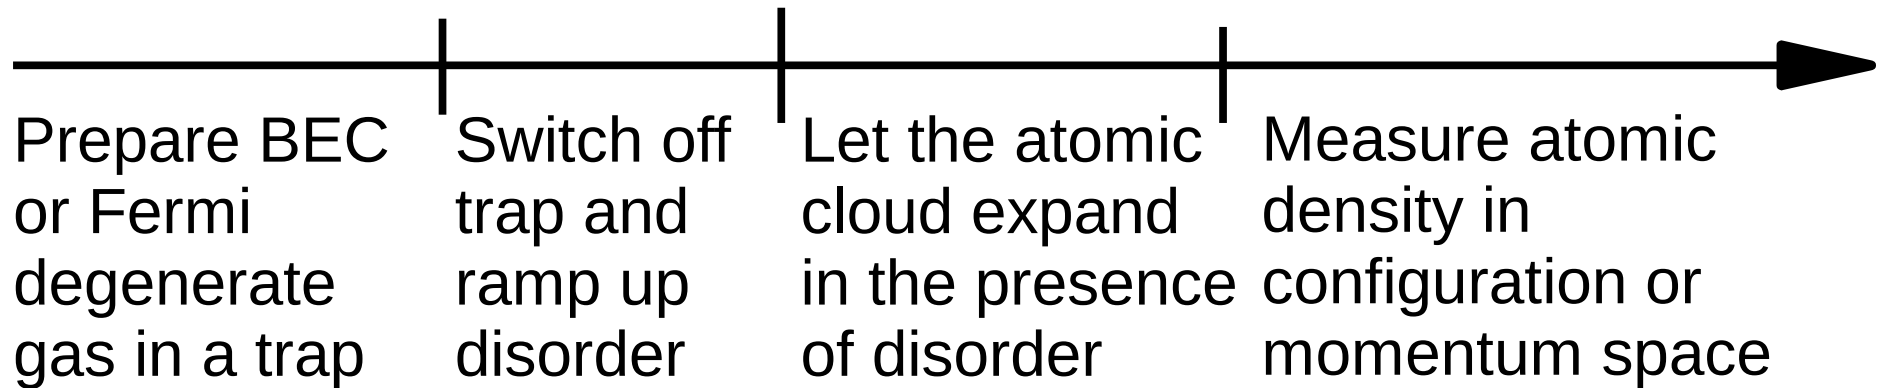 Prepare BEC
or Fermi
degenerate
gas in a trap
Switch off
trap and
ramp up
disorder
Let the atomic
cloud expand
in the presence
of disorder
Measure atomic
density in
configuration or
momentum space